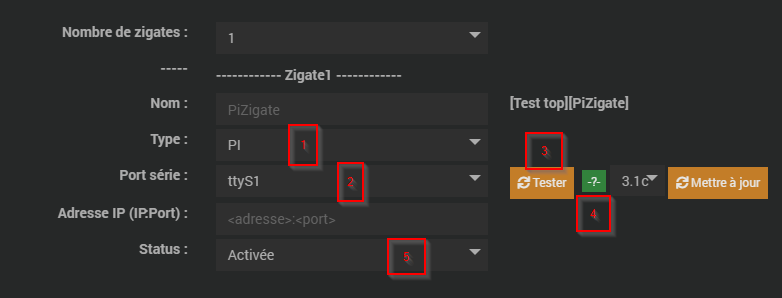 Nombre de zigates : 1
----- ------------ Zigate1 ------------
Nom : PiZigate [Test top][PiZigate]
Type : PI 1 3
Port série : ttyS1 2 Tester -?- 3.1c Mettre à jour
Adresse IP (IP:Port) : <adresse>:<port> 4
Status : Activée 5